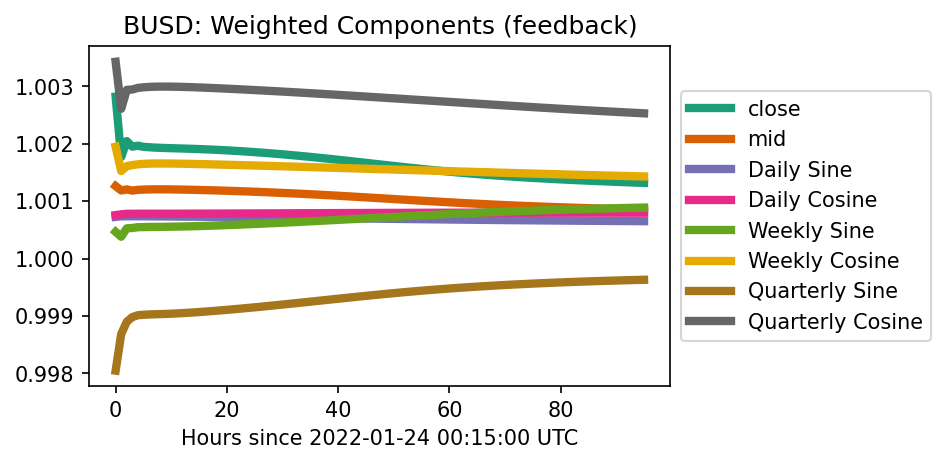 BUSD: Weighted Components (feedback)
1.003
1.002
1.001
1.000
0.999
0.998
0
20
40
60
80
Hours since 2022-01-24 00:15:00 UTC
close
mid
Daily Sine
Daily Cosine
Weekly Sine
Weekly Cosine
Quarterly Sine
Quarterly Cosine